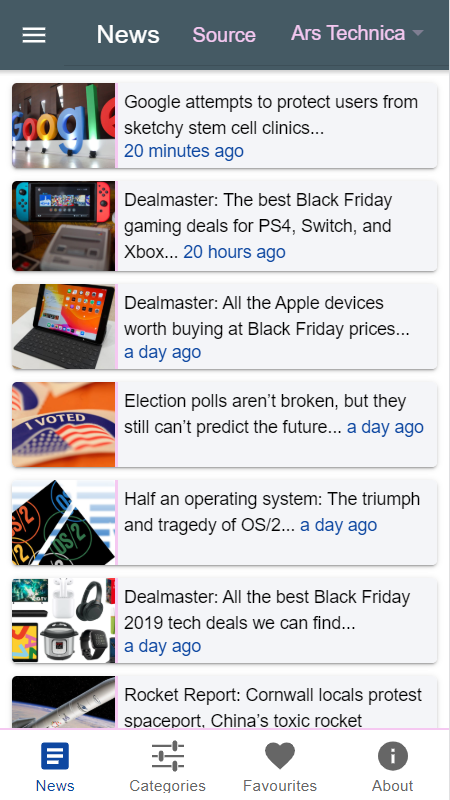 News Source Ars Technica
Google attempts to protect users from
sketchy stem cell clinics...
20 minutes ago
Dealmaster: The best Black Friday
gaming deals for PS4, Switch, and
Xbox... 20 hours ago
Dealmaster: All the Apple devices
worth buying at Black Friday prices...
a day ago
I VOTED
Election polls aren’t broken, but they
still can’t predict the future... a day ago
OS/2
Half an operating system: The triumph
and tragedy of OS/2... a day ago
Dealmaster: All the best Black Friday
2019 tech deals we can find...
a day ago
Rocket Report: Cornwall locals protest
spaceport, China’s toxic rocket
News Categories Favourites About